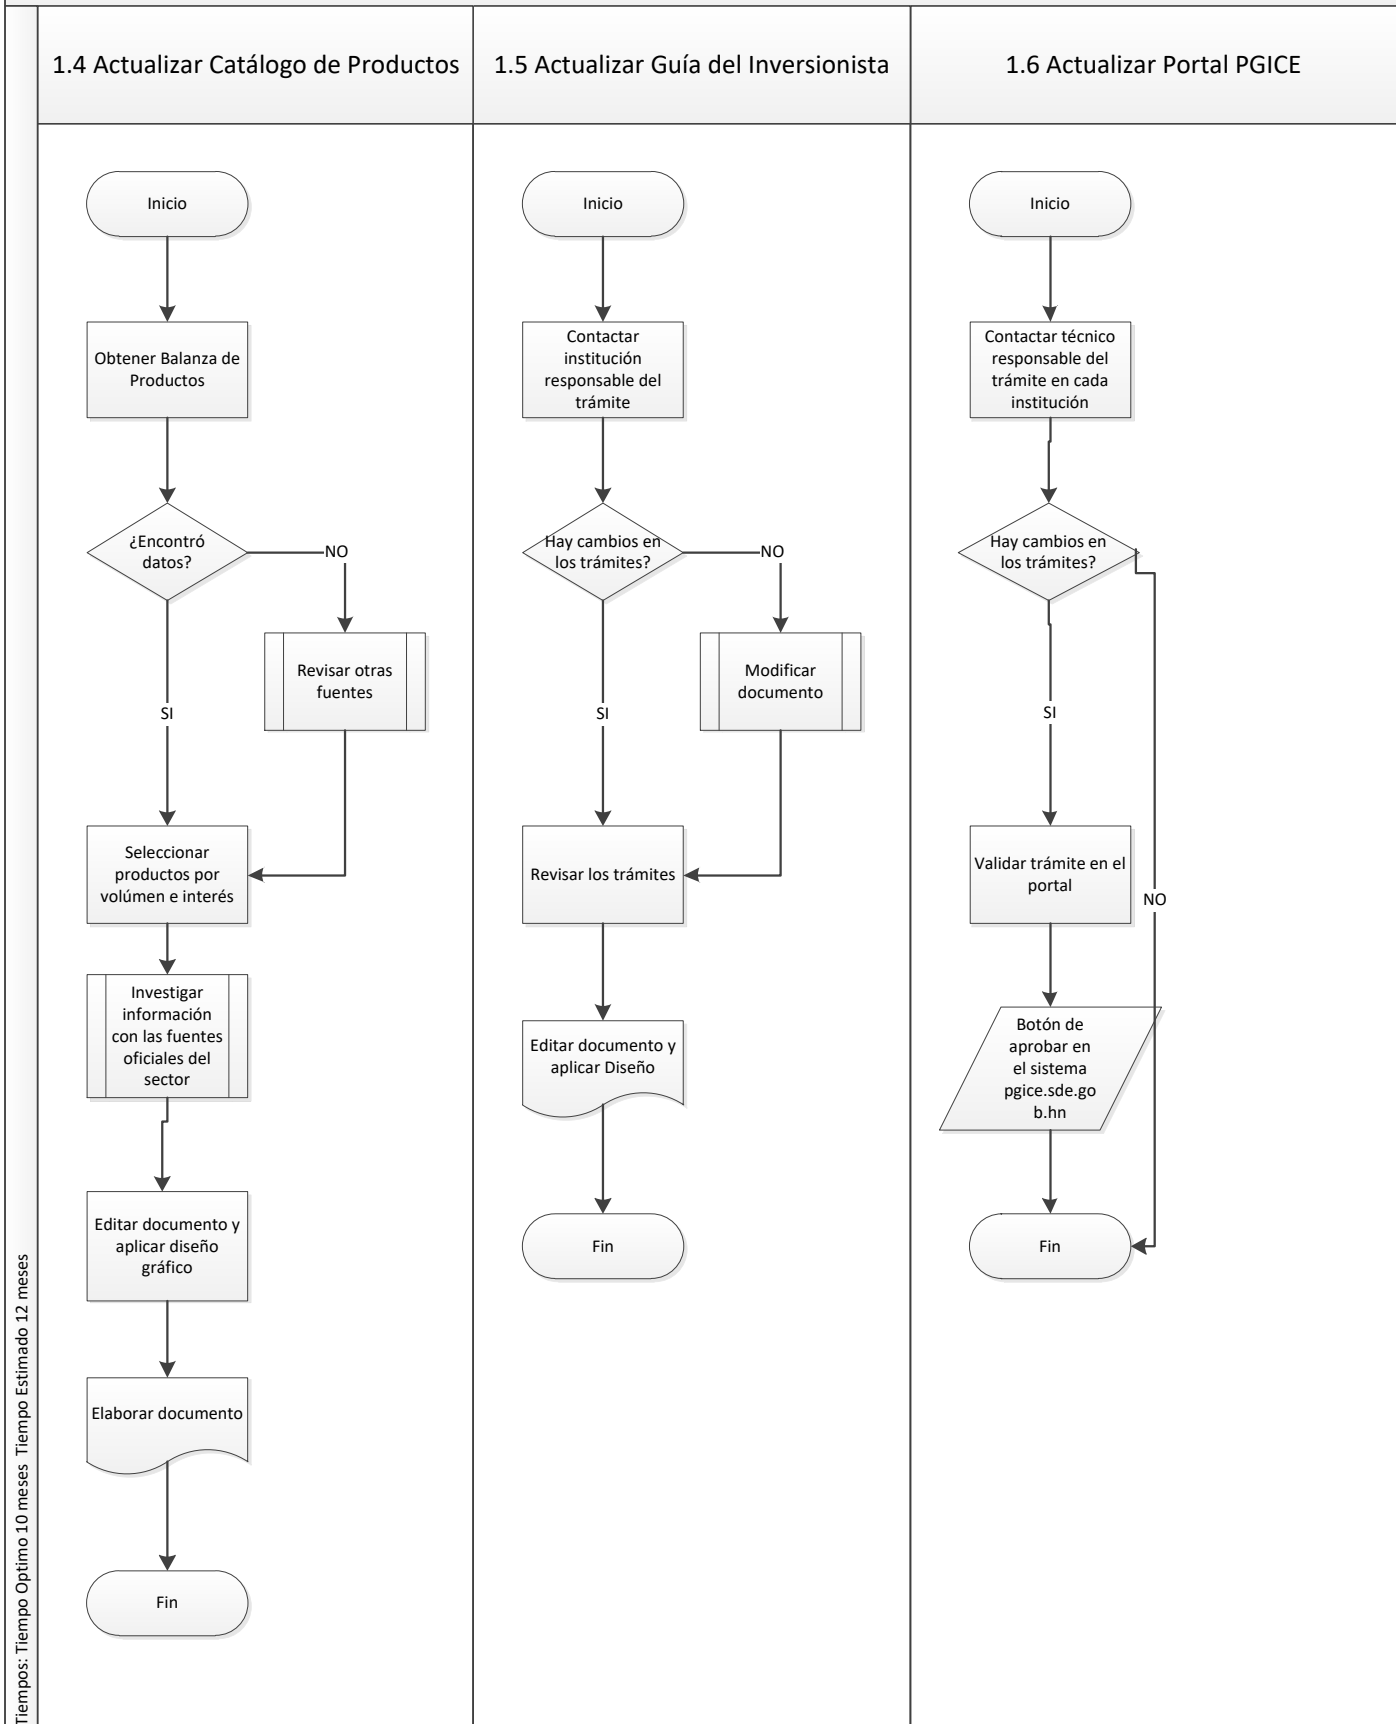 1.4 Actualizar Catálogo de Productos
1.5 Actualizar Guía del Inversionista
1.6 Actualizar Portal PGICE
Inicio
Obtener Balanza de
Productos
¿Encontró
datos?
NO
Revisar otras
fuentes
SI
Seleccionar
productos por
volúmen e interés
Investigar
información
con las fuentes
oficiales del
sector
Editar documento y
aplicar diseño
gráfico
Elaborar documento
Fin
Inicio
Contactar
institución
responsable del
trámite
Hay cambios en
los trámites?
NO
Modificar
documento
SI
Revisar los trámites
Editar documento y
aplicar Diseño
Fin
Inicio
Contactar técnico
responsable del
trámite en cada
institución
Hay cambios en
los trámites?
SI
Validar trámite en el
portal
NO
Botón de
aprobar en
el sistema
pgice.sde.go
b.hn
Fin
Tiempos: Tiempo Optimo 10 meses Tiempo Estimado 12 meses